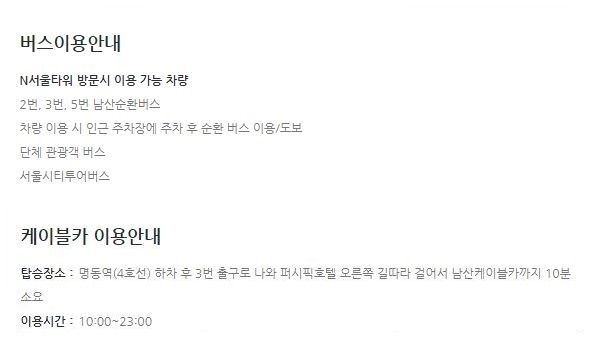 버스이용안내
N서울타워 방문시 이용 가능 차량
2번, 3번, 5번 남산순환버스
차량 이용 시 인근 주차장에 주차 후 순환 버스 이용/도보
단체 관광객 버스
서울시티투어버스
케이블카 이용안내
탑승장소 : 명동역(4호선) 하차 후 3번 출구로 나와 퍼시픽호텔 오른쪽 길따라 걸어서 남산케이블카까지 10분
소요
이용시간 : 10:00~23:00